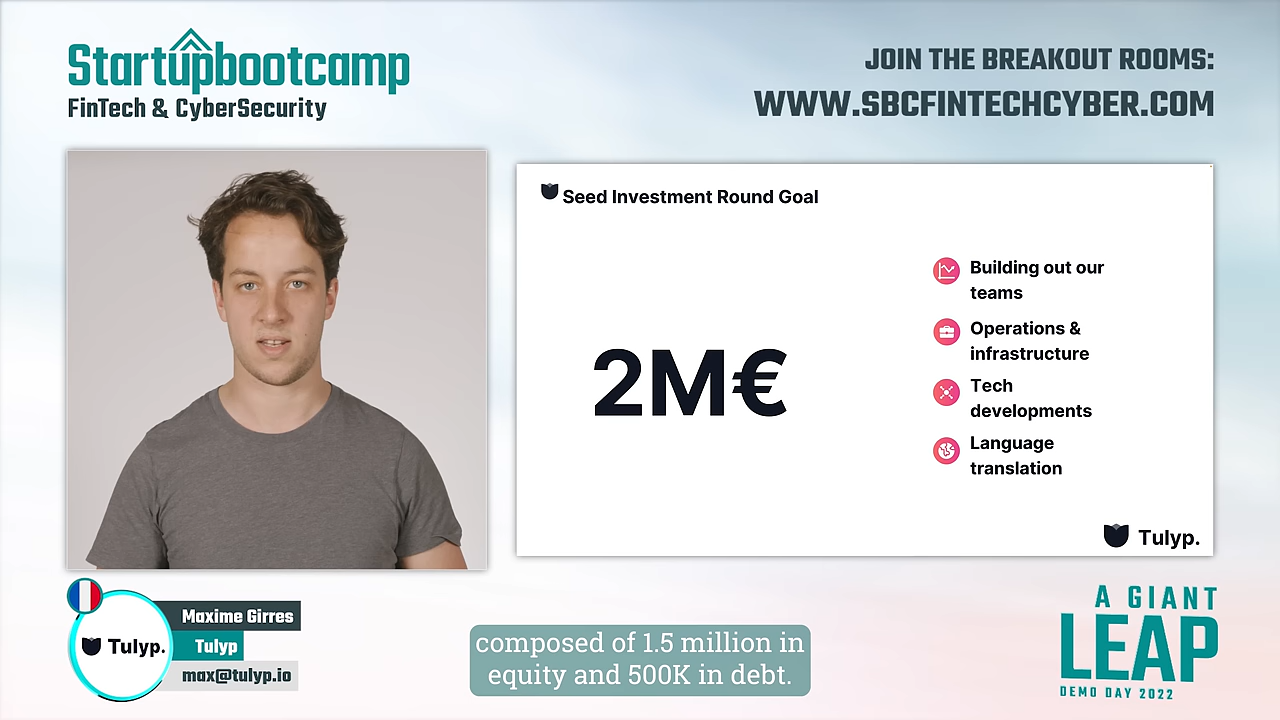 Startupbootcamp
FinTech & CyberSecurity
JOIN THE BREAKOUT ROOMS:
WWW.SBCFINTECHCYBER.COM
Seed Investment Round Goal
2M€
Building out our
teams
Operations &
infrastructure
Tech
developments
Language
translation
Tulyp.
Tulyp.
Maxime Girres
Tulyp
max@tulyp.io
composed of 1.5 million in
equity and 500K in debt.
A GIANT
LEAP
DEMO DAY 2022